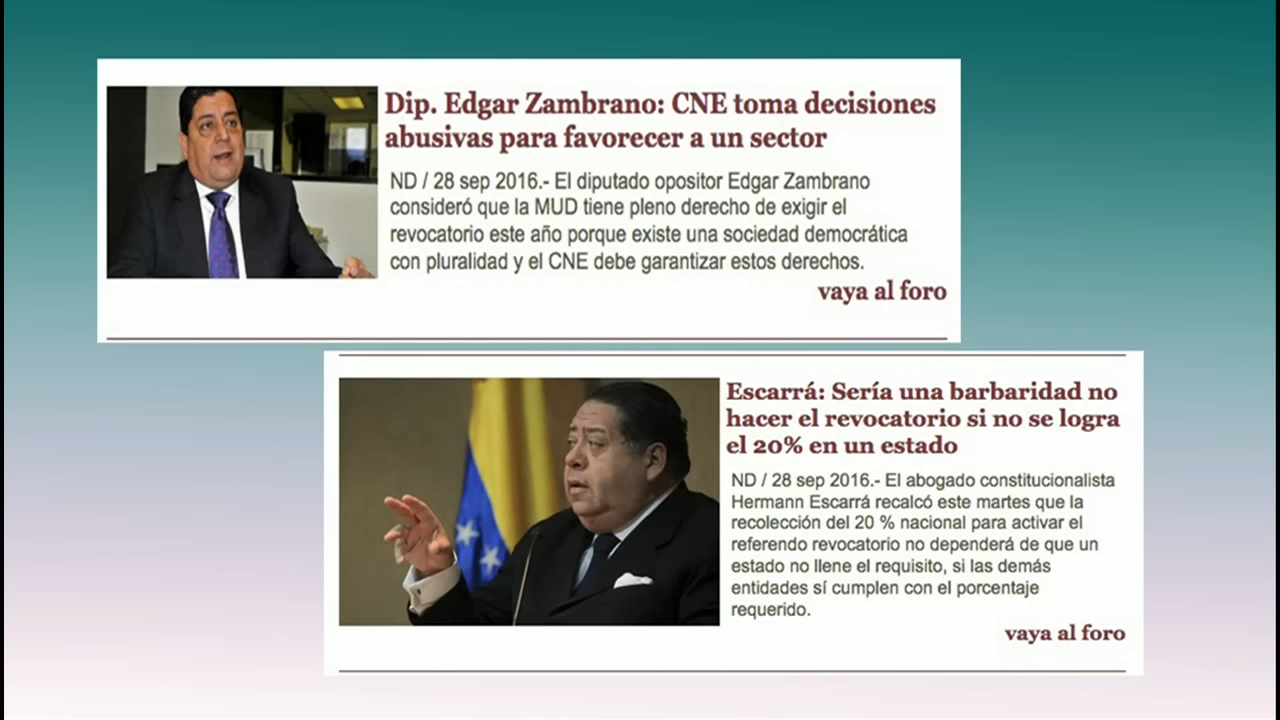 Dip. Edgar Zambrano: CNE toma decisiones
abusivas para favorecer a un sector
ND / 28 sep 2016.- El diputado opositor Edgar Zambrano
consideró que la MUD tiene pleno derecho de exigir el
revocatorio este año porque existe una sociedad democrática
con pluralidad y el CNE debe garantizar estos derechos.
vaya al foro
Escarrá: Sería una barbaridad no
hacer el revocatorio si no se logra
el 20% en un estado
ND / 28 sep 2016.- El abogado constitucionalista
Hermann Escarrá recalcó este martes que la
recolección del 20 % nacional para activar el
referendo revocatorio no dependerá de que un
estado no llene el requisito, si las demás
entidades sí cumplen con el porcentaje
requerido.
vaya al foro